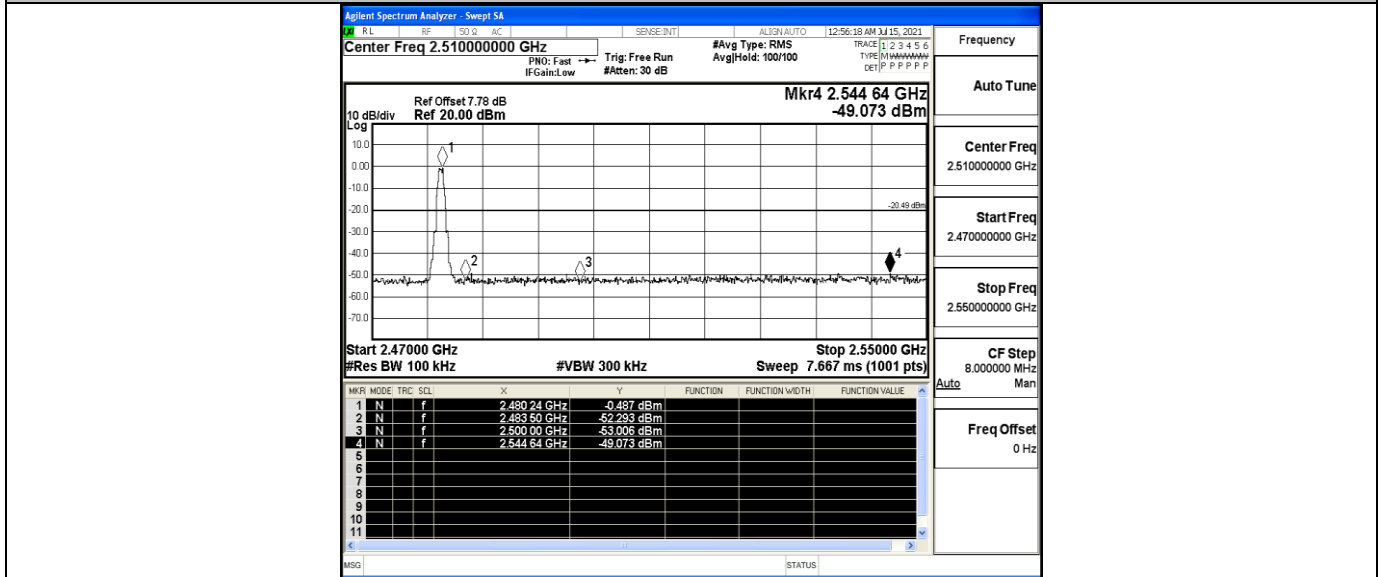 Agilent Spectrum Analyzer - Swept SA
LXI RL RF 50 Ω AC SENSE:INT ALIGN AUTO 12:56:18 AM Jul 15, 2021
Center Freq 2.510000000 GHz
PNO: Fast
IFGain:Low
Trig: Free Run
#Atten: 30 dB
#Avg Type: RMS
Avg|Hold: 100/100
TRACE 1 2 3 4 5 6
TYPE M WWWWW
DET P P P P P P
Frequency
Auto Tune
Center Freq
2.510000000 GHz
Start Freq
2.470000000 GHz
Stop Freq
2.550000000 GHz
CF Step
8.000000 MHz
Auto Man
Freq Offset
0 Hz
Mkr4 2.544 64 GHz
-49.073 dBm
Ref Offset 7.78 dB
10 dB/div Ref 20.00 dBm
Log
10.0
0.00
-10.0
-20.0
-30.0
-40.0
-50.0
-60.0
-70.0
1
2
3
4
-20.49 dBm
Start 2.47000 GHz Stop 2.55000 GHz
#Res BW 100 kHz #VBW 300 kHz Sweep 7.667 ms (1001 pts)
MKR MODE TRC SCL X Y FUNCTION FUNCTION WIDTH FUNCTION VALUE
1 N f 2.480 24 GHz -0.487 dBm
2 N f 2.483 50 GHz -52.293 dBm
3 N f 2.500 00 GHz -53.006 dBm
4 N f 2.544 64 GHz -49.073 dBm
5
6
7
8
9
10
11
MSG STATUS